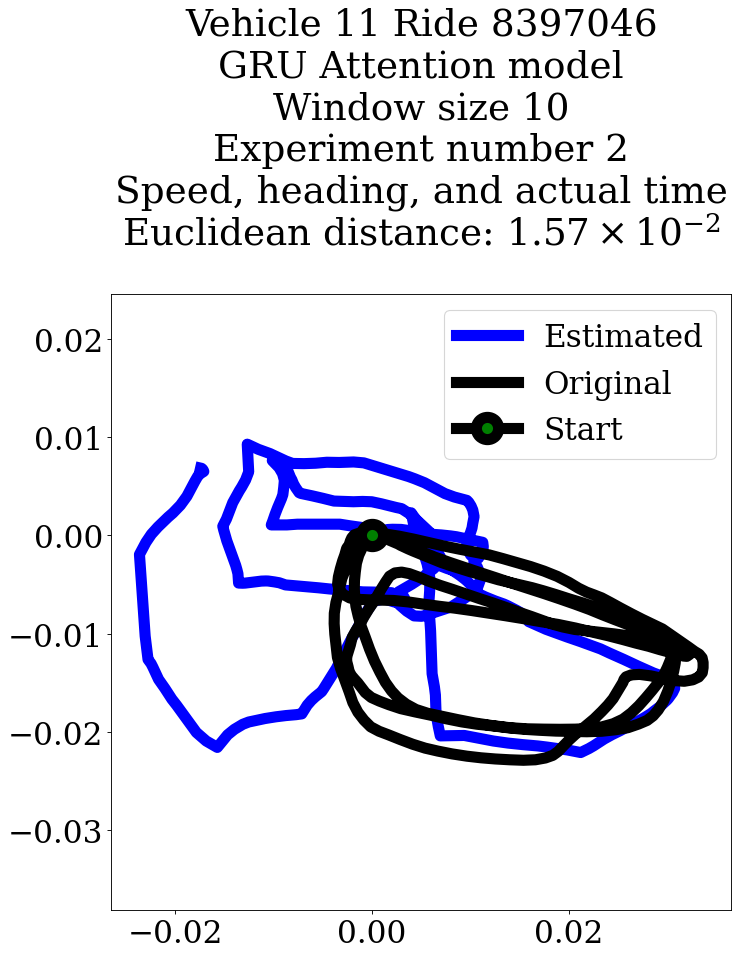 Vehicle 11 Ride 8397046
GRU Attention model
Window size 10
Experiment number 2
Speed, heading, and actual time
Euclidean distance: 1.57 × 10⁻²
Estimated
Original
Start
0.02
0.01
0.00
−0.01
−0.02
−0.03
−0.02
0.00
0.02